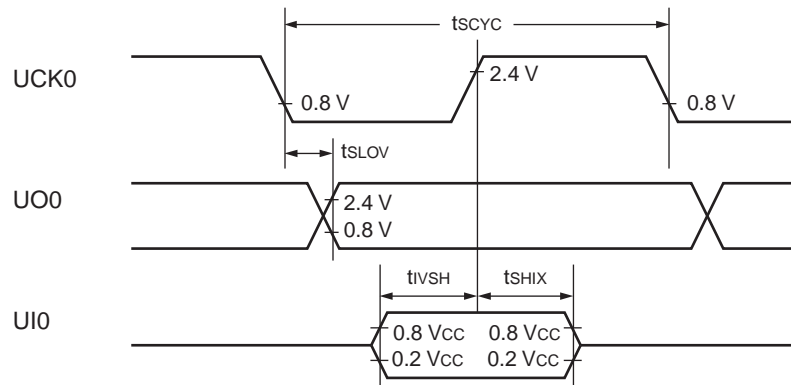 tSCYC
UCK0
2.4 V
0.8 V
0.8 V
tSLOV
UO0
2.4 V
0.8 V
tIVSH
tSHIX
UI0
0.8 VCC
0.8 VCC
0.2 VCC
0.2 VCC